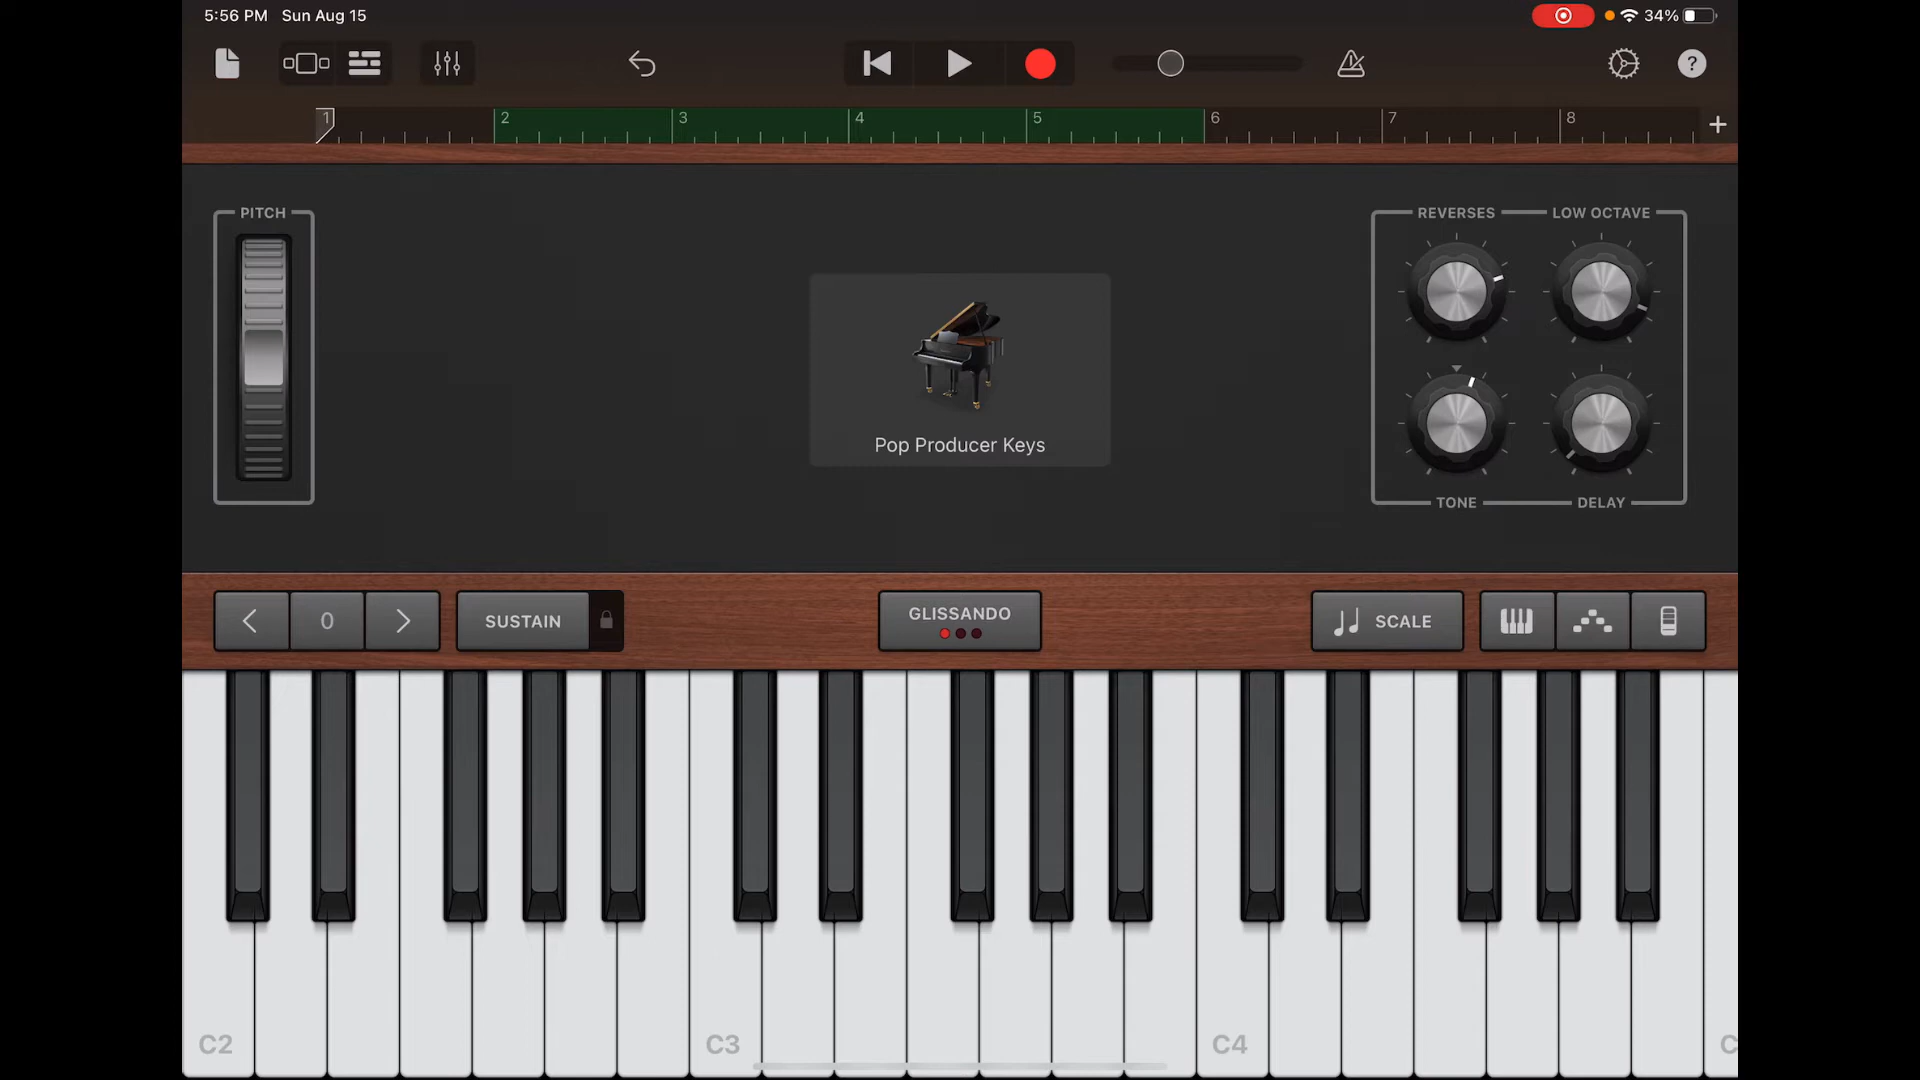 5:56 PM Sun Aug 15 34%
?
1 2 3 4 5 6 7 8 +
PITCH
REVERSES LOW OCTAVE
Pop Producer Keys
TONE DELAY
0 SUSTAIN GLISSANDO SCALE
C2 C3 C4 C